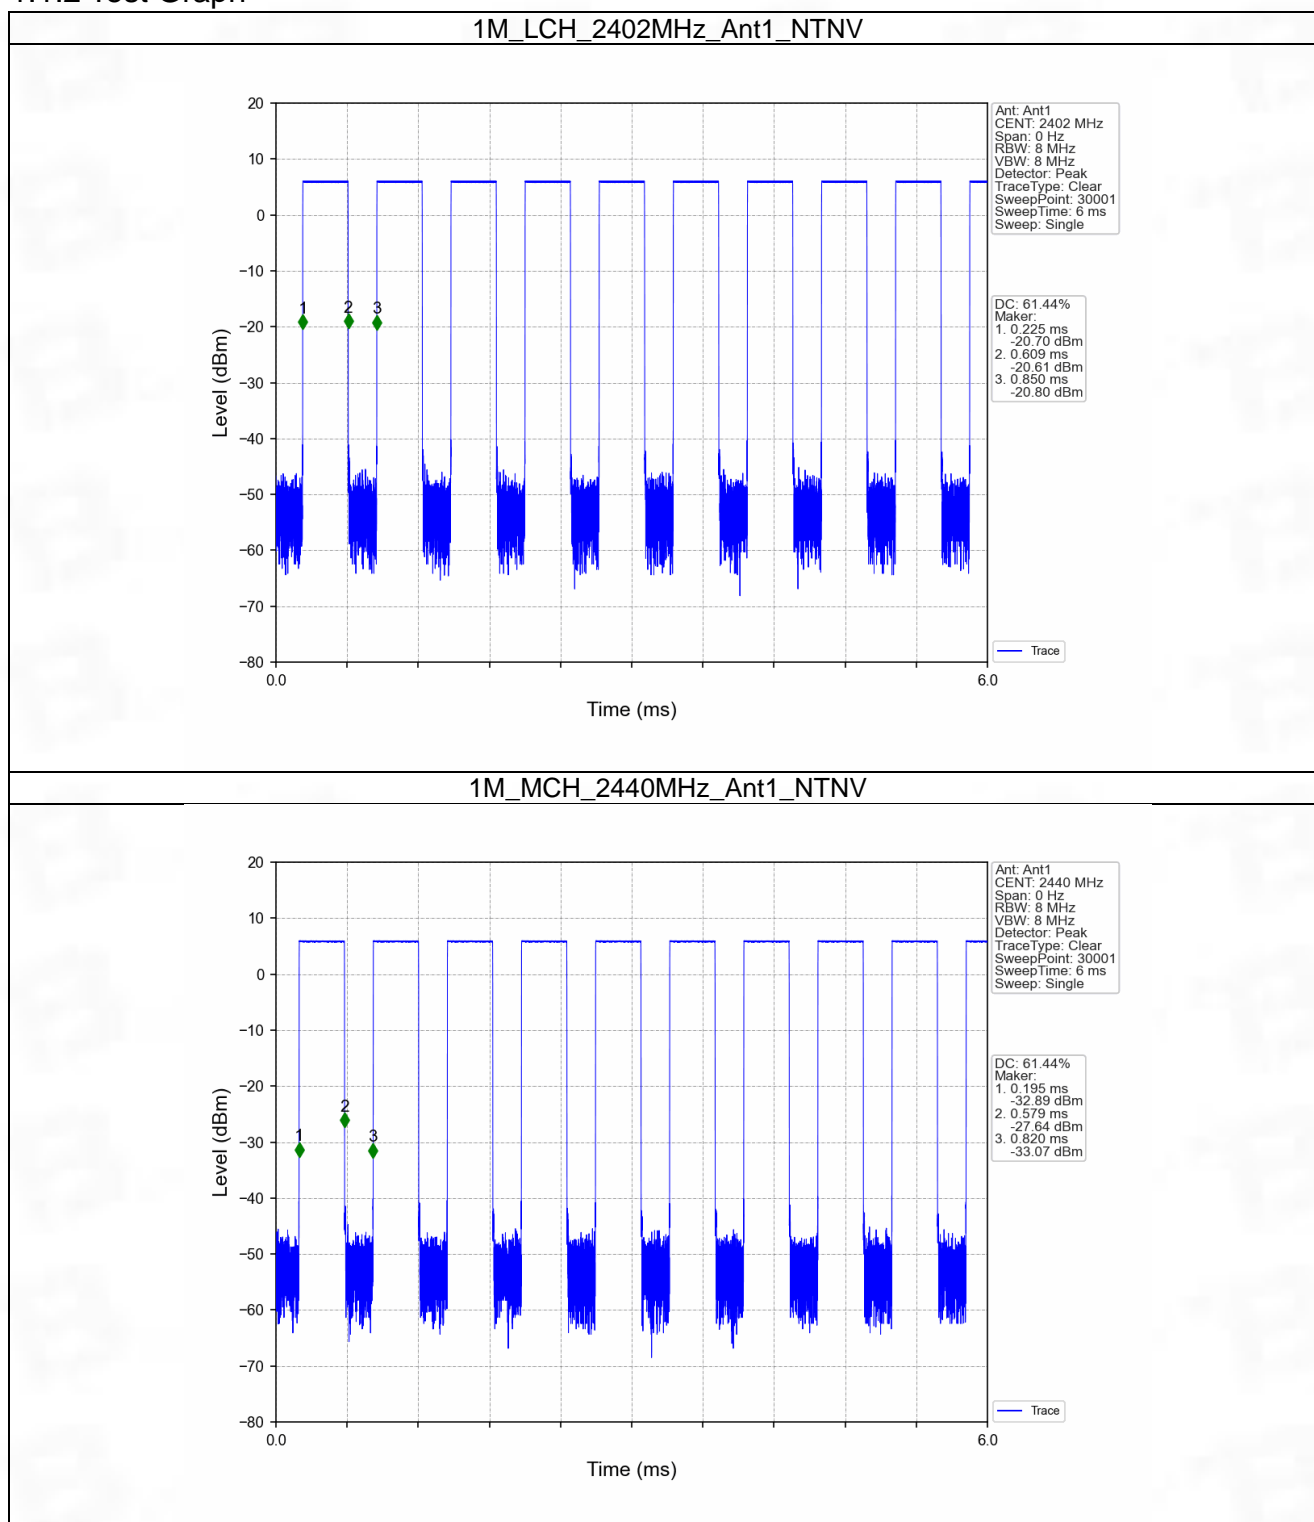 1M_LCH_2402MHz_Ant1_NTNV
20
10
0
−10
−20
−30
−40
−50
−60
−70
−80
Level (dBm)
1
2
3
0.0
6.0
Time (ms)
Ant: Ant1
CENT: 2402 MHz
Span: 0 Hz
RBW: 8 MHz
VBW: 8 MHz
Detector: Peak
TraceType: Clear
SweepPoint: 30001
SweepTime: 6 ms
Sweep: Single
DC: 61.44%
Maker:
1. 0.225 ms
-20.70 dBm
2. 0.609 ms
-20.61 dBm
3. 0.850 ms
-20.80 dBm
Trace
1M_MCH_2440MHz_Ant1_NTNV
20
10
0
−10
−20
−30
−40
−50
−60
−70
−80
Level (dBm)
1
2
3
0.0
6.0
Time (ms)
Ant: Ant1
CENT: 2440 MHz
Span: 0 Hz
RBW: 8 MHz
VBW: 8 MHz
Detector: Peak
TraceType: Clear
SweepPoint: 30001
SweepTime: 6 ms
Sweep: Single
DC: 61.44%
Maker:
1. 0.195 ms
-32.89 dBm
2. 0.579 ms
-27.64 dBm
3. 0.820 ms
-33.07 dBm
Trace